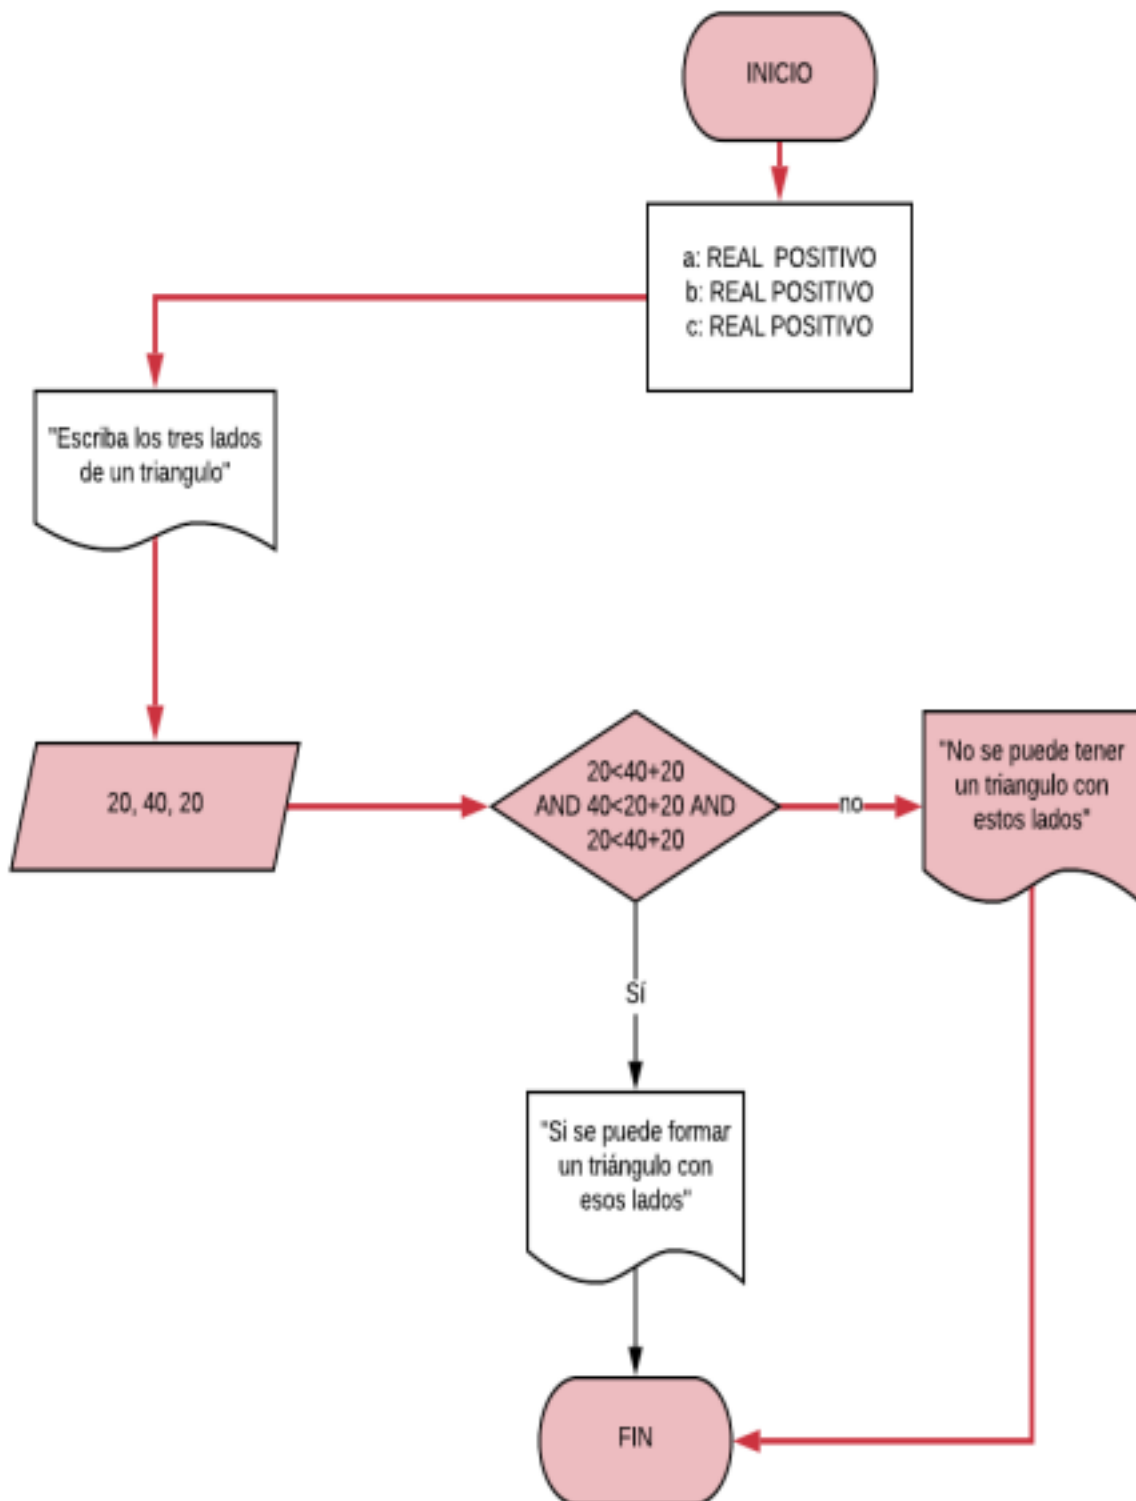 INICIO
a: REAL  POSITIVO
b: REAL POSITIVO
c: REAL POSITIVO
"Escriba los tres lados
de un triangulo"
20, 40, 20
20<40+20
AND 40<20+20 AND
20<40+20
no
"No se puede tener
un triangulo con
estos lados"
Sí
"Si se puede formar
un triángulo con
esos lados"
FIN